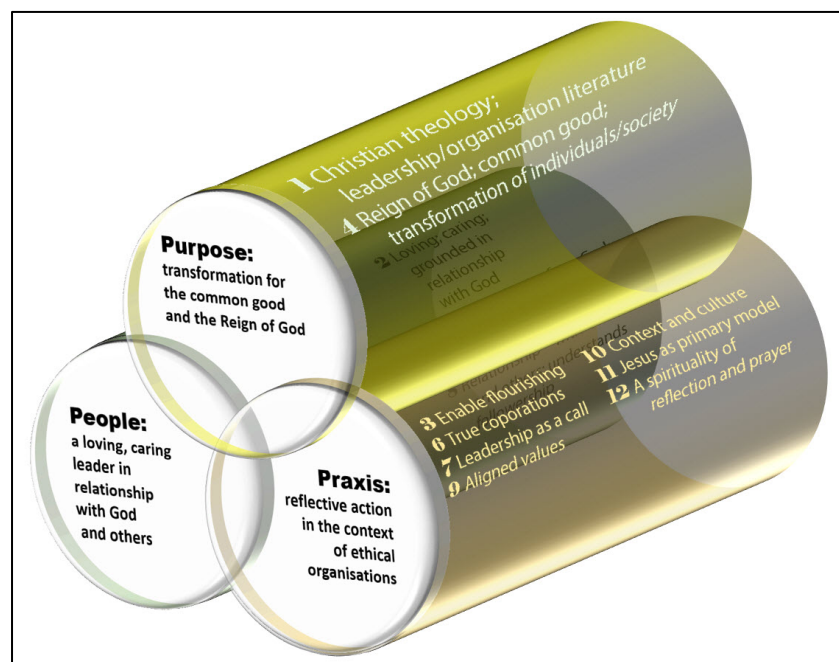 1 Christian theology;
leadership/organisation literature
4 Reign of God; common good;
transformation of individuals/society
Purpose:
transformation for
the common good
and the Reign of God
2 Loving; caring;
grounded in
relationship
with God
God
understands
People:
a loving, caring
leader in
relationship
with God
and others
Praxis:
reflective action
in the context
of ethical
organisations
3 Enable flourishing
6 True coporations
7 Leadership as a call
9 Aligned values
10 Context and culture
11 Jesus as primary model
12 A spirituality of
reflection and prayer